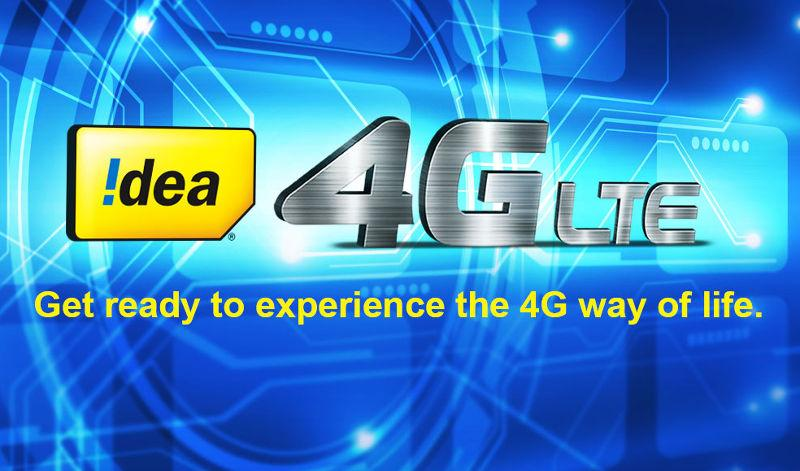 !dea 4G LTE
®
Get ready to experience the 4G way of life.